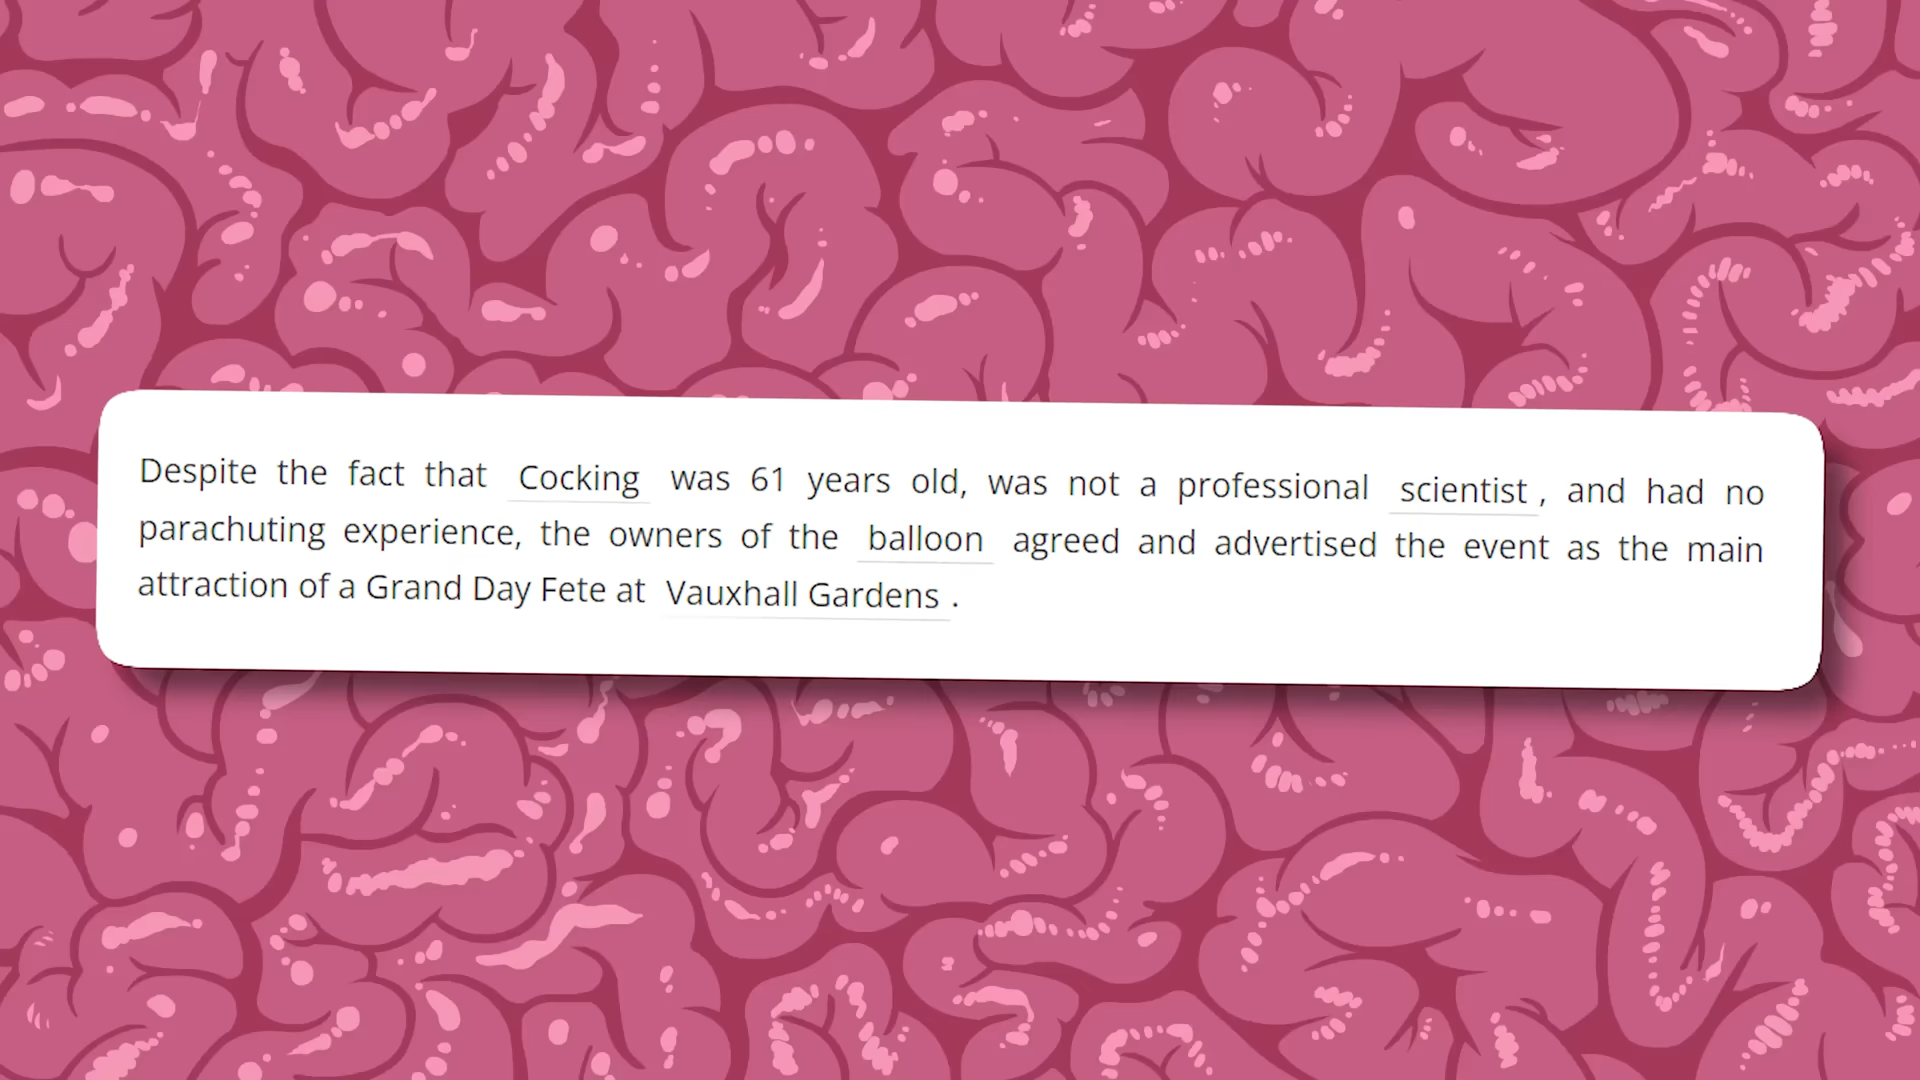 Despite the fact that Cocking was 61 years old, was not a professional scientist, and had no
parachuting experience, the owners of the balloon agreed and advertised the event as the main
attraction of a Grand Day Fete at Vauxhall Gardens.